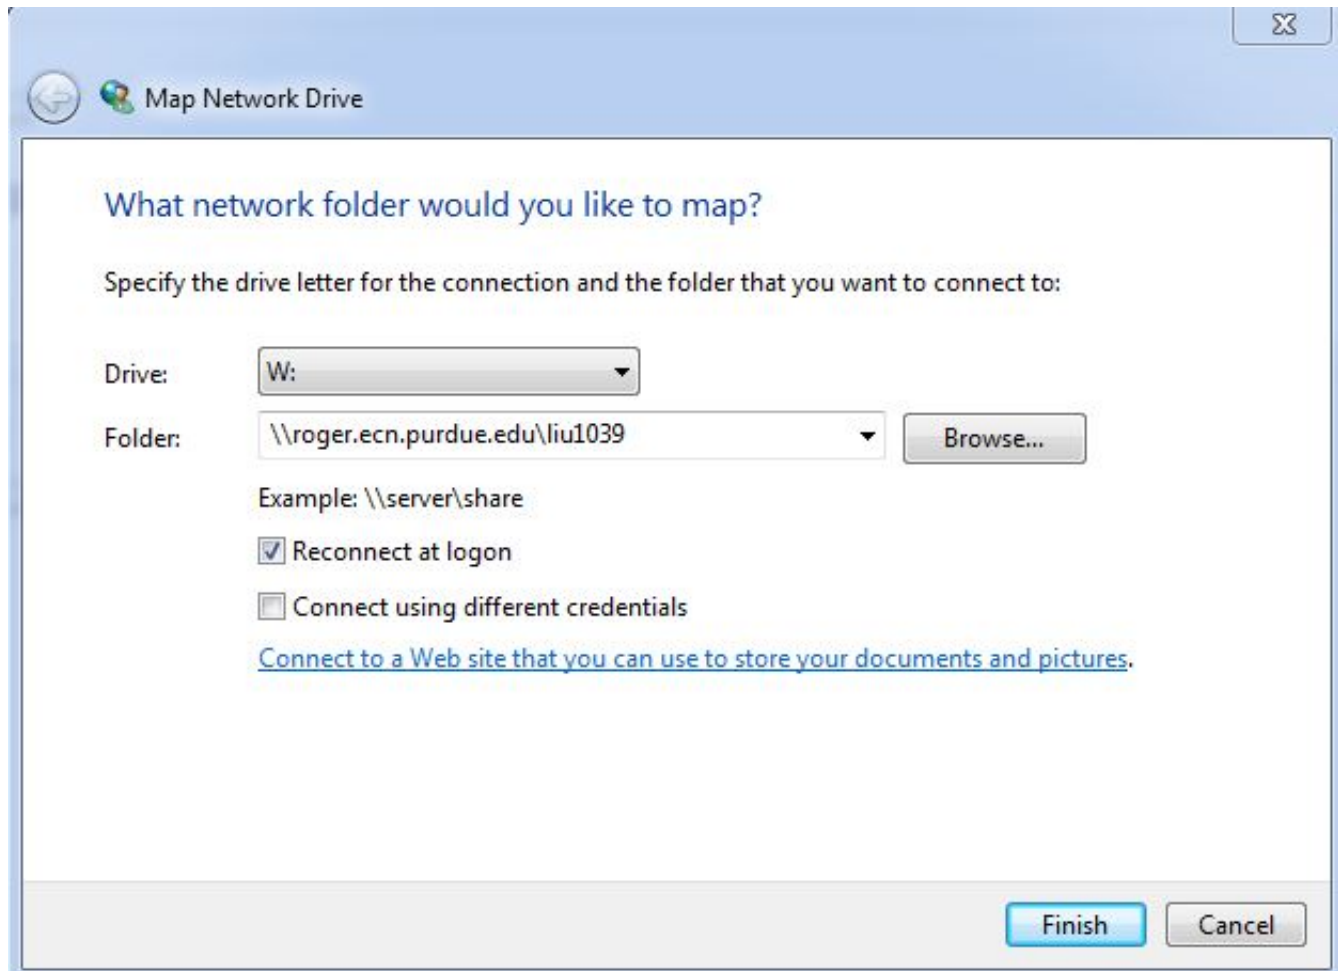 Map Network Drive
What network folder would you like to map?
Specify the drive letter for the connection and the folder that you want to connect to:
Drive: W:
Folder: \\roger.ecn.purdue.edu\liu1039 Browse...
Example: \\server\share
Reconnect at logon
Connect using different credentials
Connect to a Web site that you can use to store your documents and pictures.
Finish Cancel